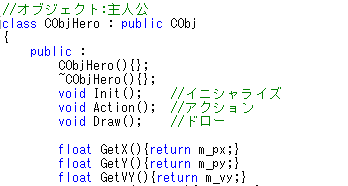 //オブジェクト:主人公
class CObjHero : public CObj
{
public :
CObjHero(){};
~CObjHero(){};
void Init(); //イニシャライズ
void Action(); //アクション
void Draw(); //ドロー
float GetX(){return m_px;}
float GetY(){return m_py;}
float GetVY(){return m_vy;}